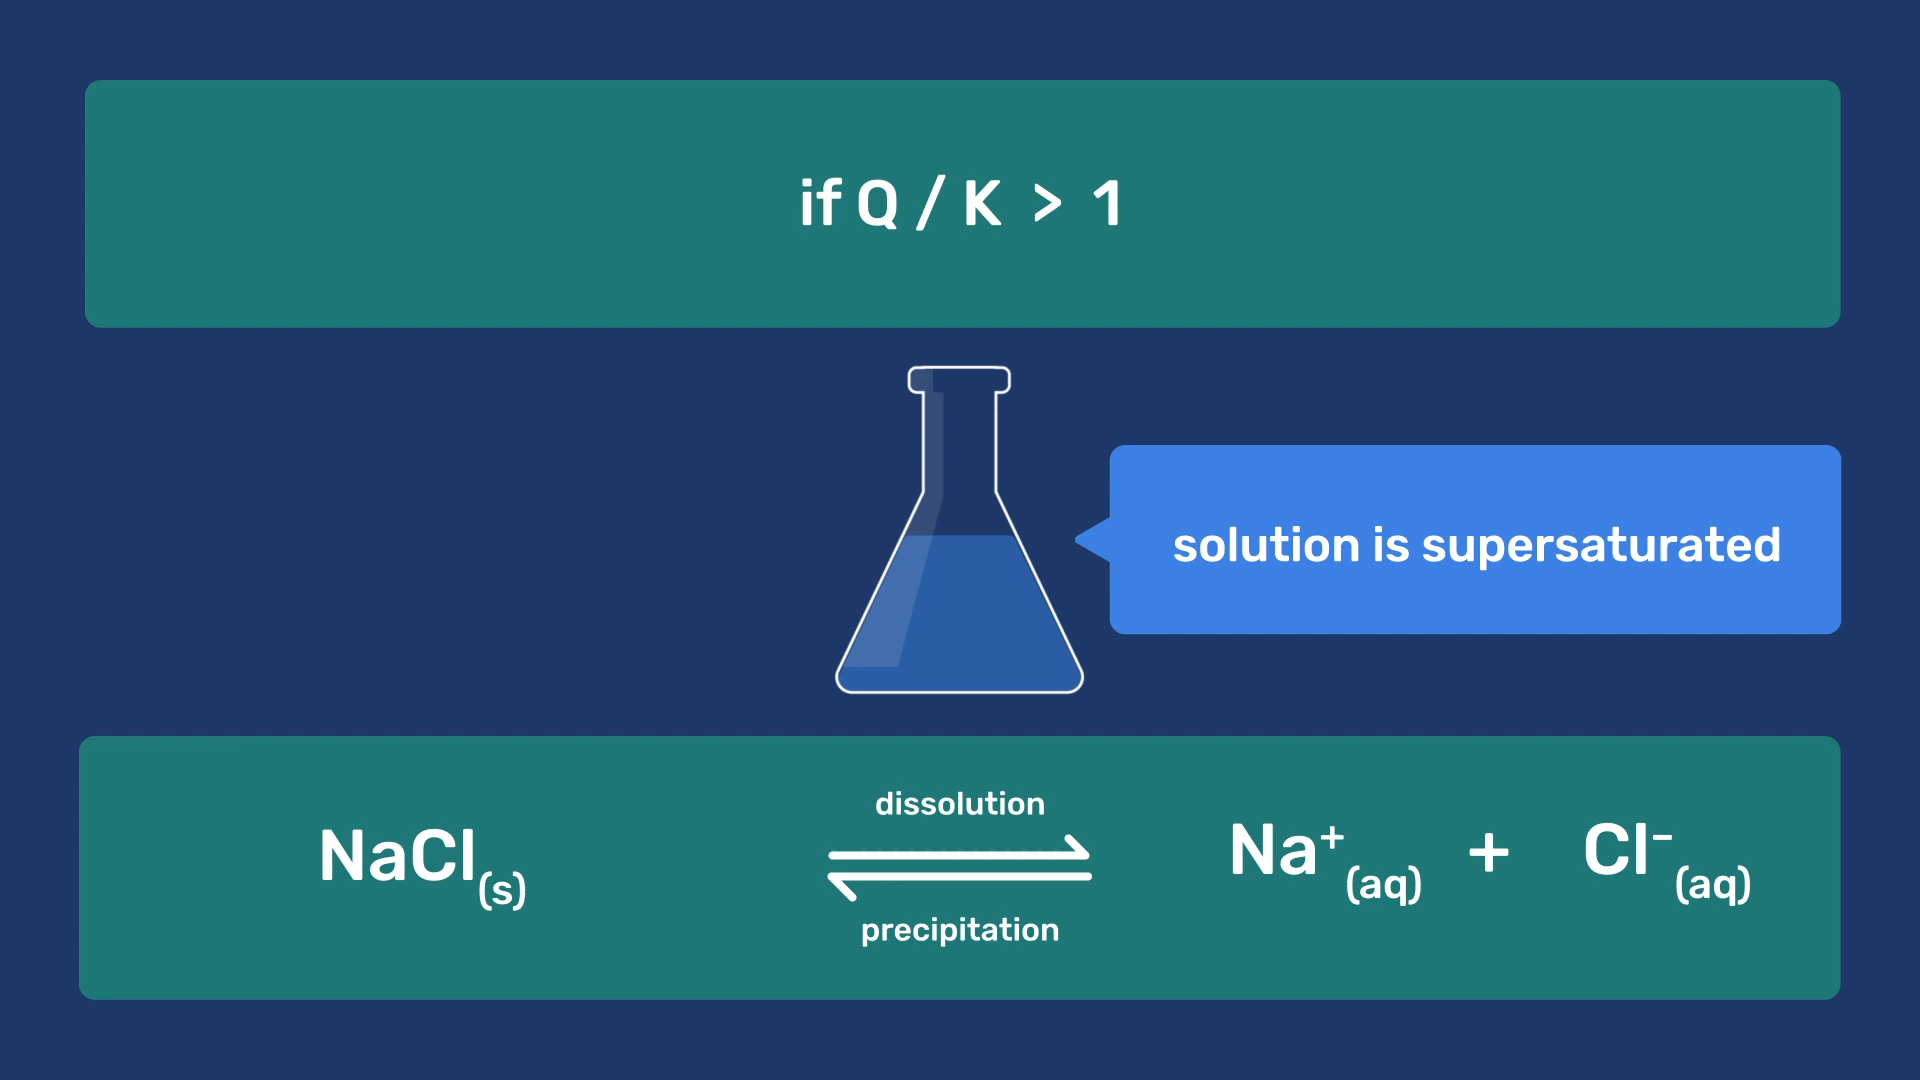 if Q / K > 1
solution is supersaturated
dissolution
NaCl(s) ⇌ Na⁺(aq) + Cl⁻(aq)
precipitation